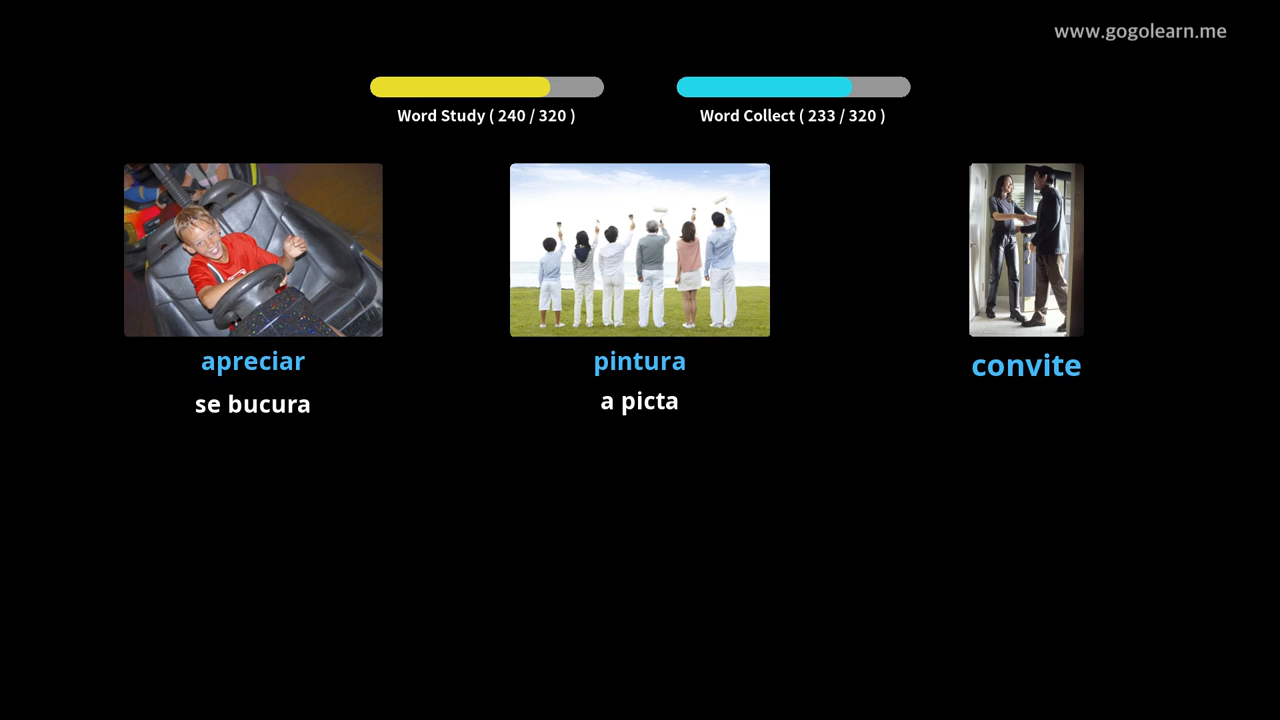 www.gogolearn.me
Word Study ( 240 / 320 )
Word Collect ( 233 / 320 )
apreciar
pintura
convite
se bucura
a picta